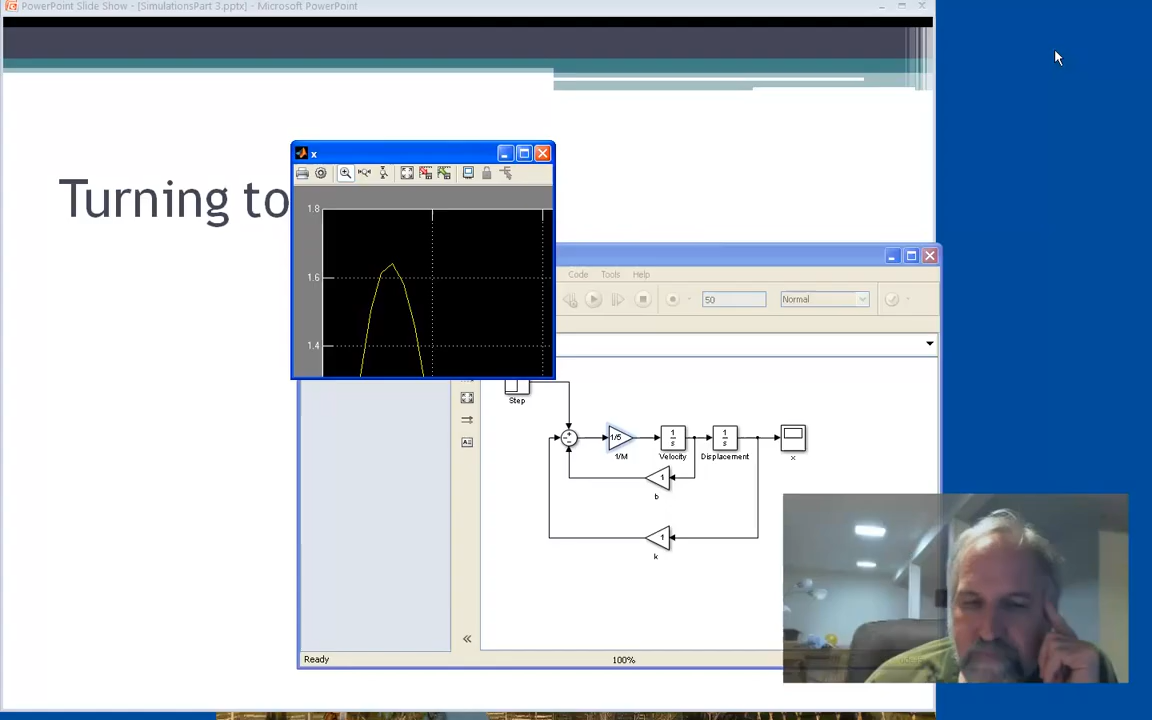 PowerPoint Slide Show - [SimulationsPart 3.pptx] - Microsoft PowerPoint
Turning to
x
1.8
1.6
1.4
Code Tools Help
50 Normal
Step
1/5
1
s
1
s
1/M Velocity Displacement x
1
b
1
k
Ready 100%